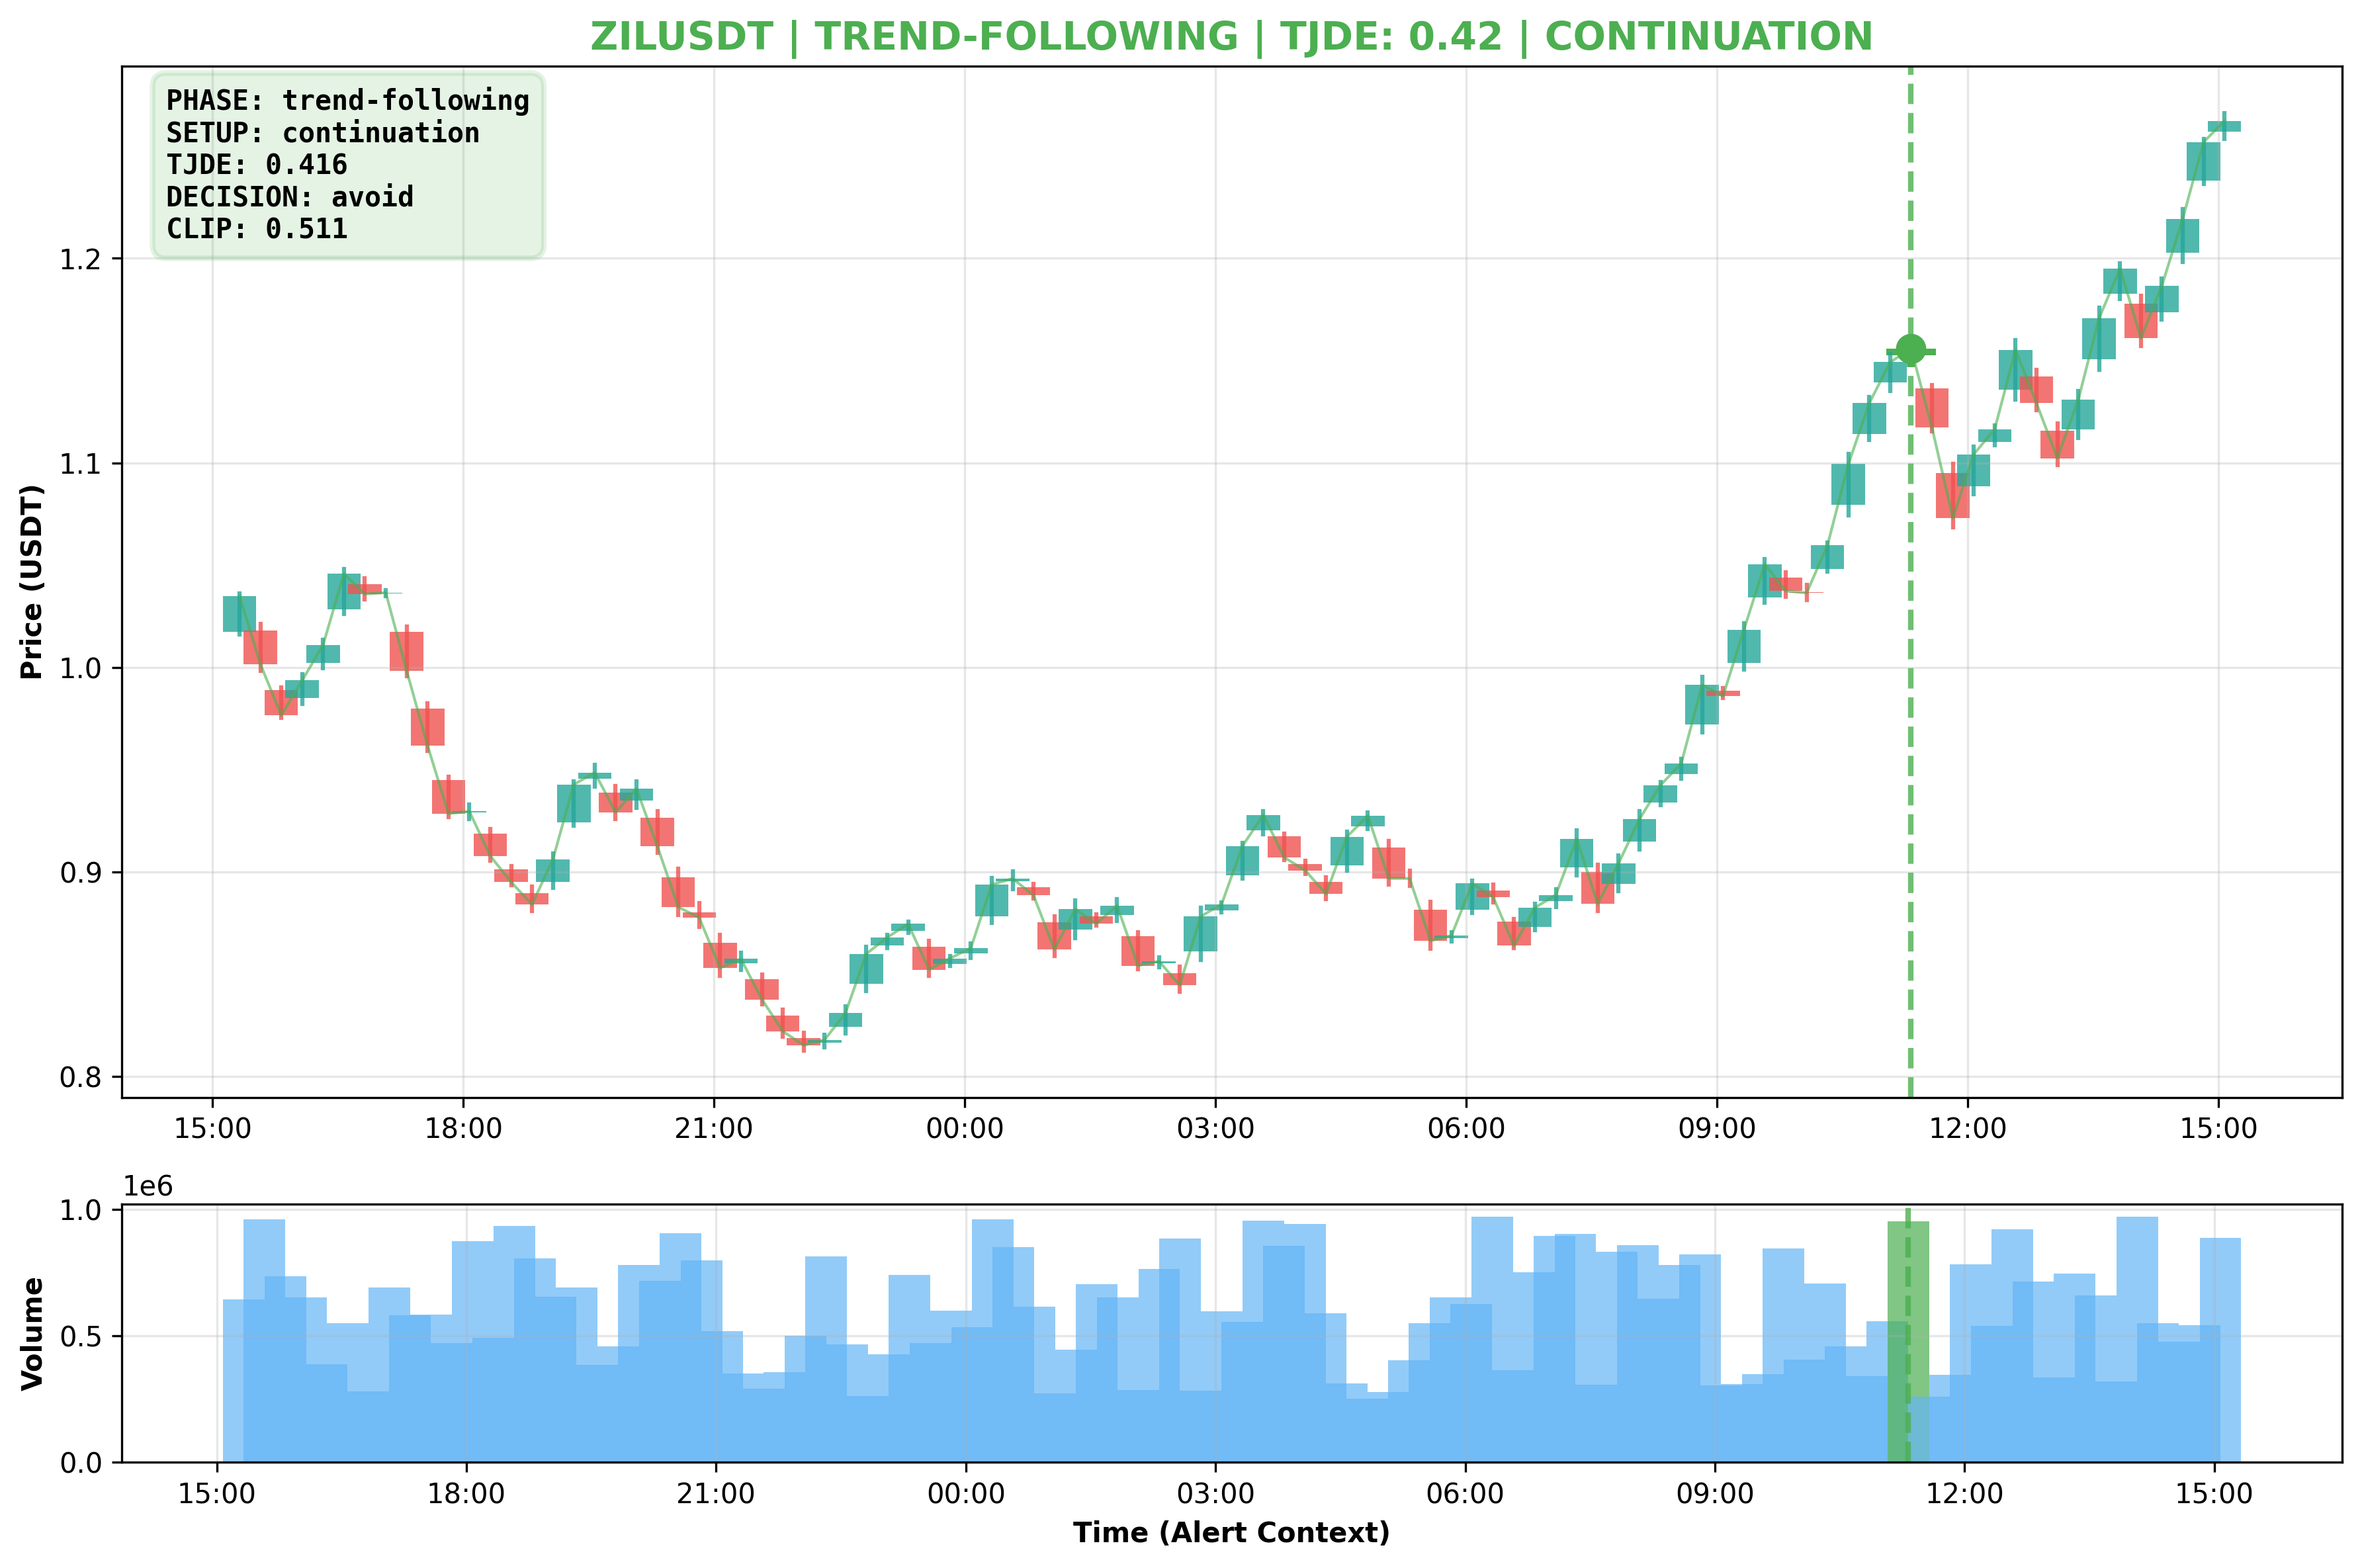 ZILUSDT | TREND-FOLLOWING | TJDE: 0.42 | CONTINUATION
PHASE: trend-following
SETUP: continuation
TJDE: 0.416
DECISION: avoid
CLIP: 0.511
Price (USDT)
1.2
1.1
1.0
0.9
0.8
15:00 18:00 21:00 00:00 03:00 06:00 09:00 12:00 15:00
1e6
Volume
1.0
0.5
0.0
15:00 18:00 21:00 00:00 03:00 06:00 09:00 12:00 15:00
Time (Alert Context)